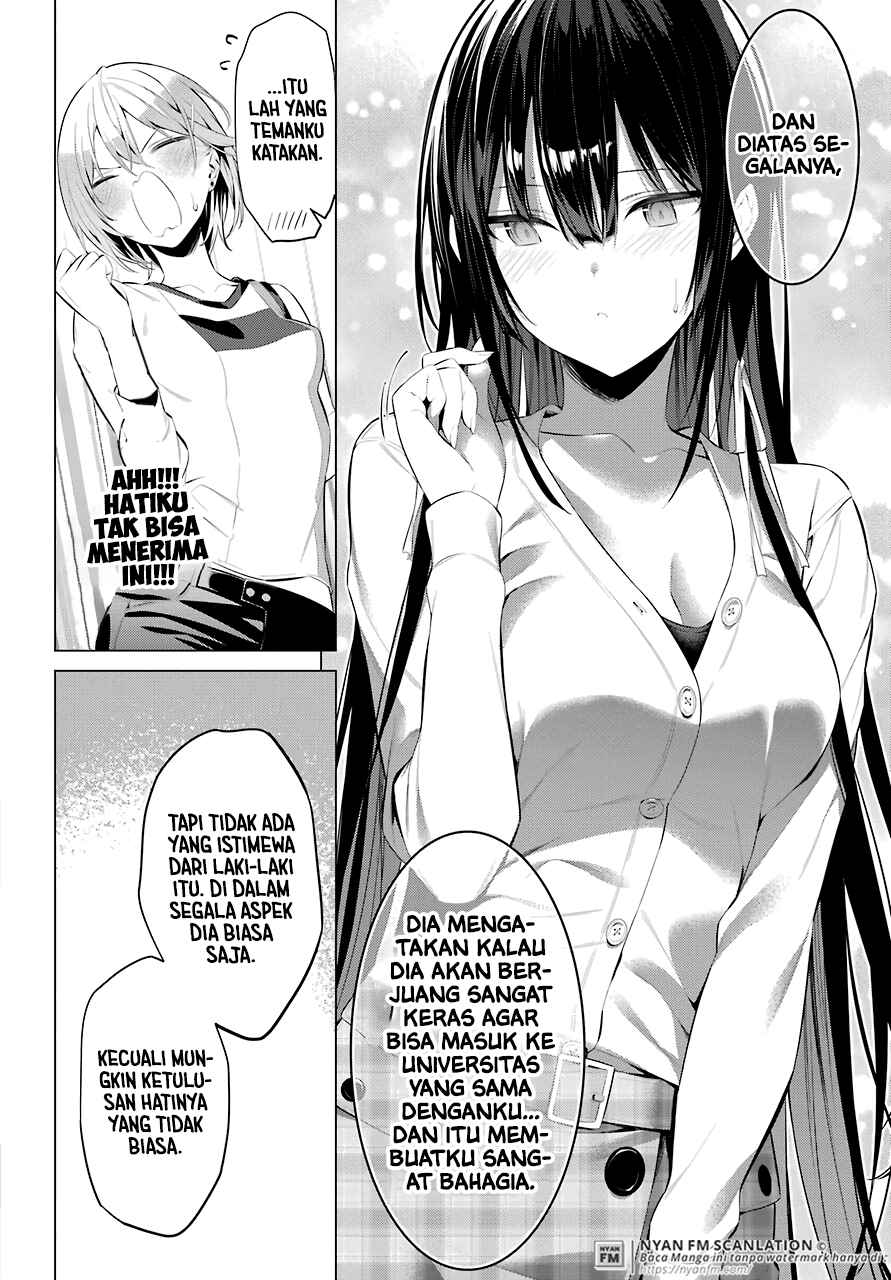 DAN
DIATAS SE-
GALANYA,
DIA MENGA-
TAKAN KALAU
DIA AKAN BER-
JUANG SANGAT
KERAS AGAR
BISA MASUK KE
UNIVERSITAS
YANG SAMA
DENGANKU...
DAN ITU MEM-
BUATKU SANG-
AT BAHAGIA.
...ITU
LAH YANG
TEMANKU
KATAKAN.
AHH!!!
HATIKU
TAK BISA
MENERIMA
INI!!!
TAPI TIDAK ADA
YANG ISTIMEWA
DARI LAKI-LAKI
ITU. DI DALAM
SEGALA ASPEK
DIA BIASA
SAJA.
KECUALI MUN-
GKIN KETULU-
SAN HATINYA
YANG TIDAK
BIASA.
NYAN
FM
NYAN FM SCANLATION ©
Baca Manga ini tanpa watermark hanya di :
https://nyanfm.com/